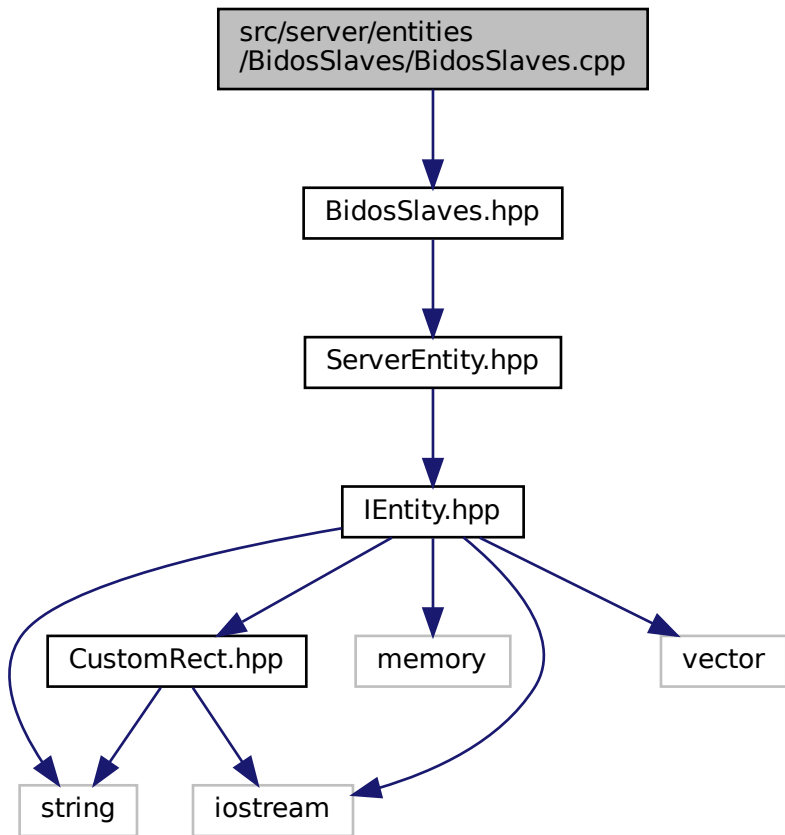 src/server/entities
/BidosSlaves/BidosSlaves.cpp
BidosSlaves.hpp
ServerEntity.hpp
IEntity.hpp
CustomRect.hpp
memory
vector
string
iostream